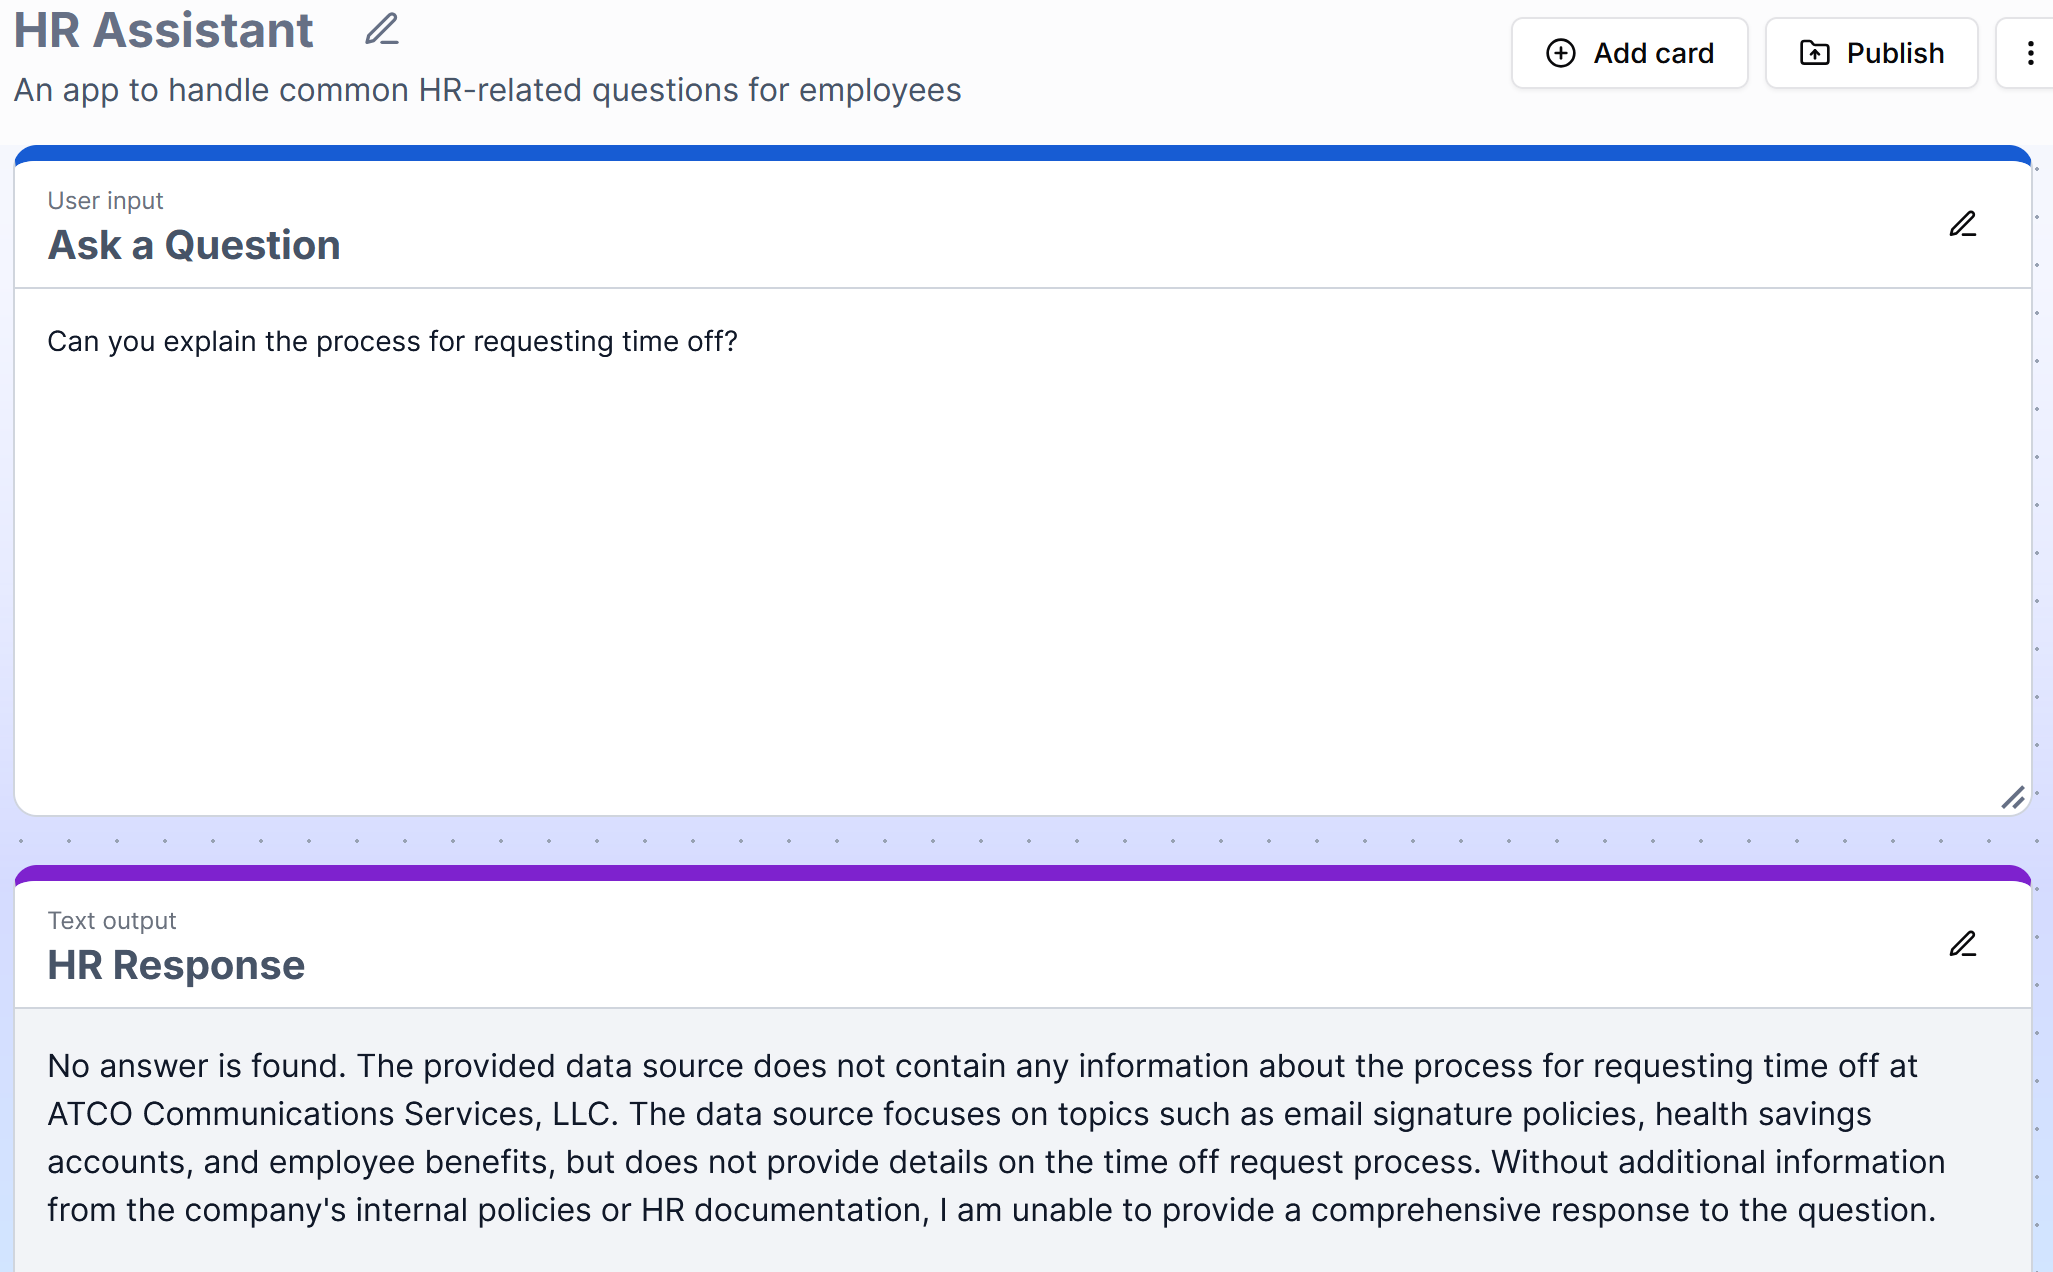 HR Assistant
An app to handle common HR-related questions for employees
Add card
Publish
User input
Ask a Question
Can you explain the process for requesting time off?
Text output
HR Response
No answer is found. The provided data source does not contain any information about the process for requesting time off at
ATCO Communications Services, LLC. The data source focuses on topics such as email signature policies, health savings
accounts, and employee benefits, but does not provide details on the time off request process. Without additional information
from the company's internal policies or HR documentation, I am unable to provide a comprehensive response to the question.